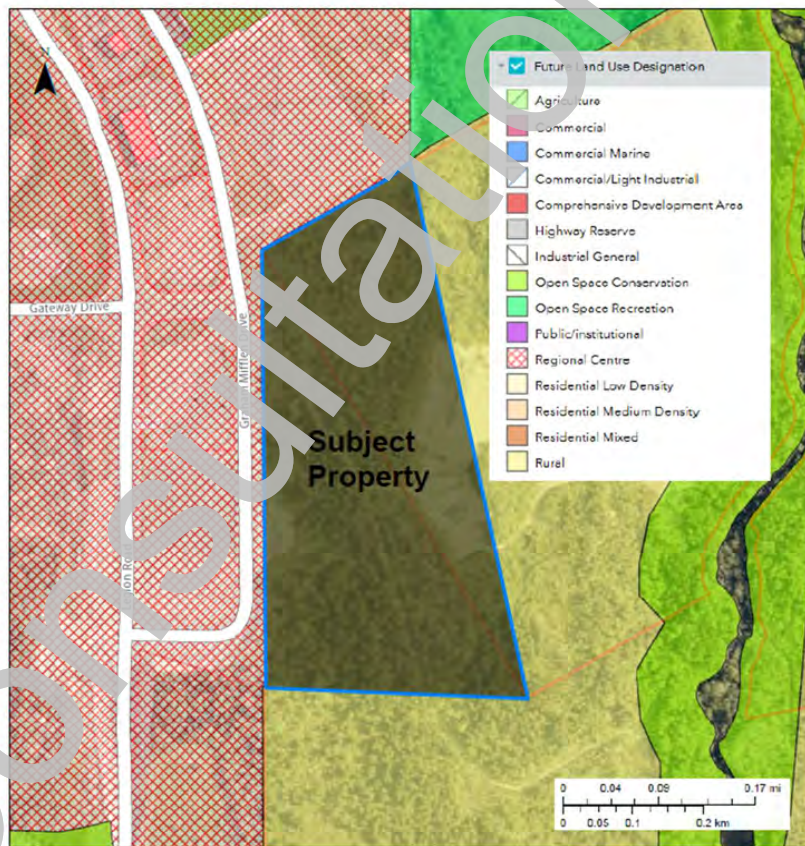 N
Future Land Use Designation
Agriculture
Commercial
Commercial Marine
Commercial/Light Industrial
Comprehensive Development Area
Highway Reserve
Industrial General
Open Space Conservation
Open Space Recreation
Public/institutional
Regional Centre
Residential Low Density
Residential Medium Density
Residential Mixed
Rural
Gateway Drive
Drive
Subject
Property
onsultation
0 0.04 0.09 0.17 mi
0 0.05 0.1 0.2 km